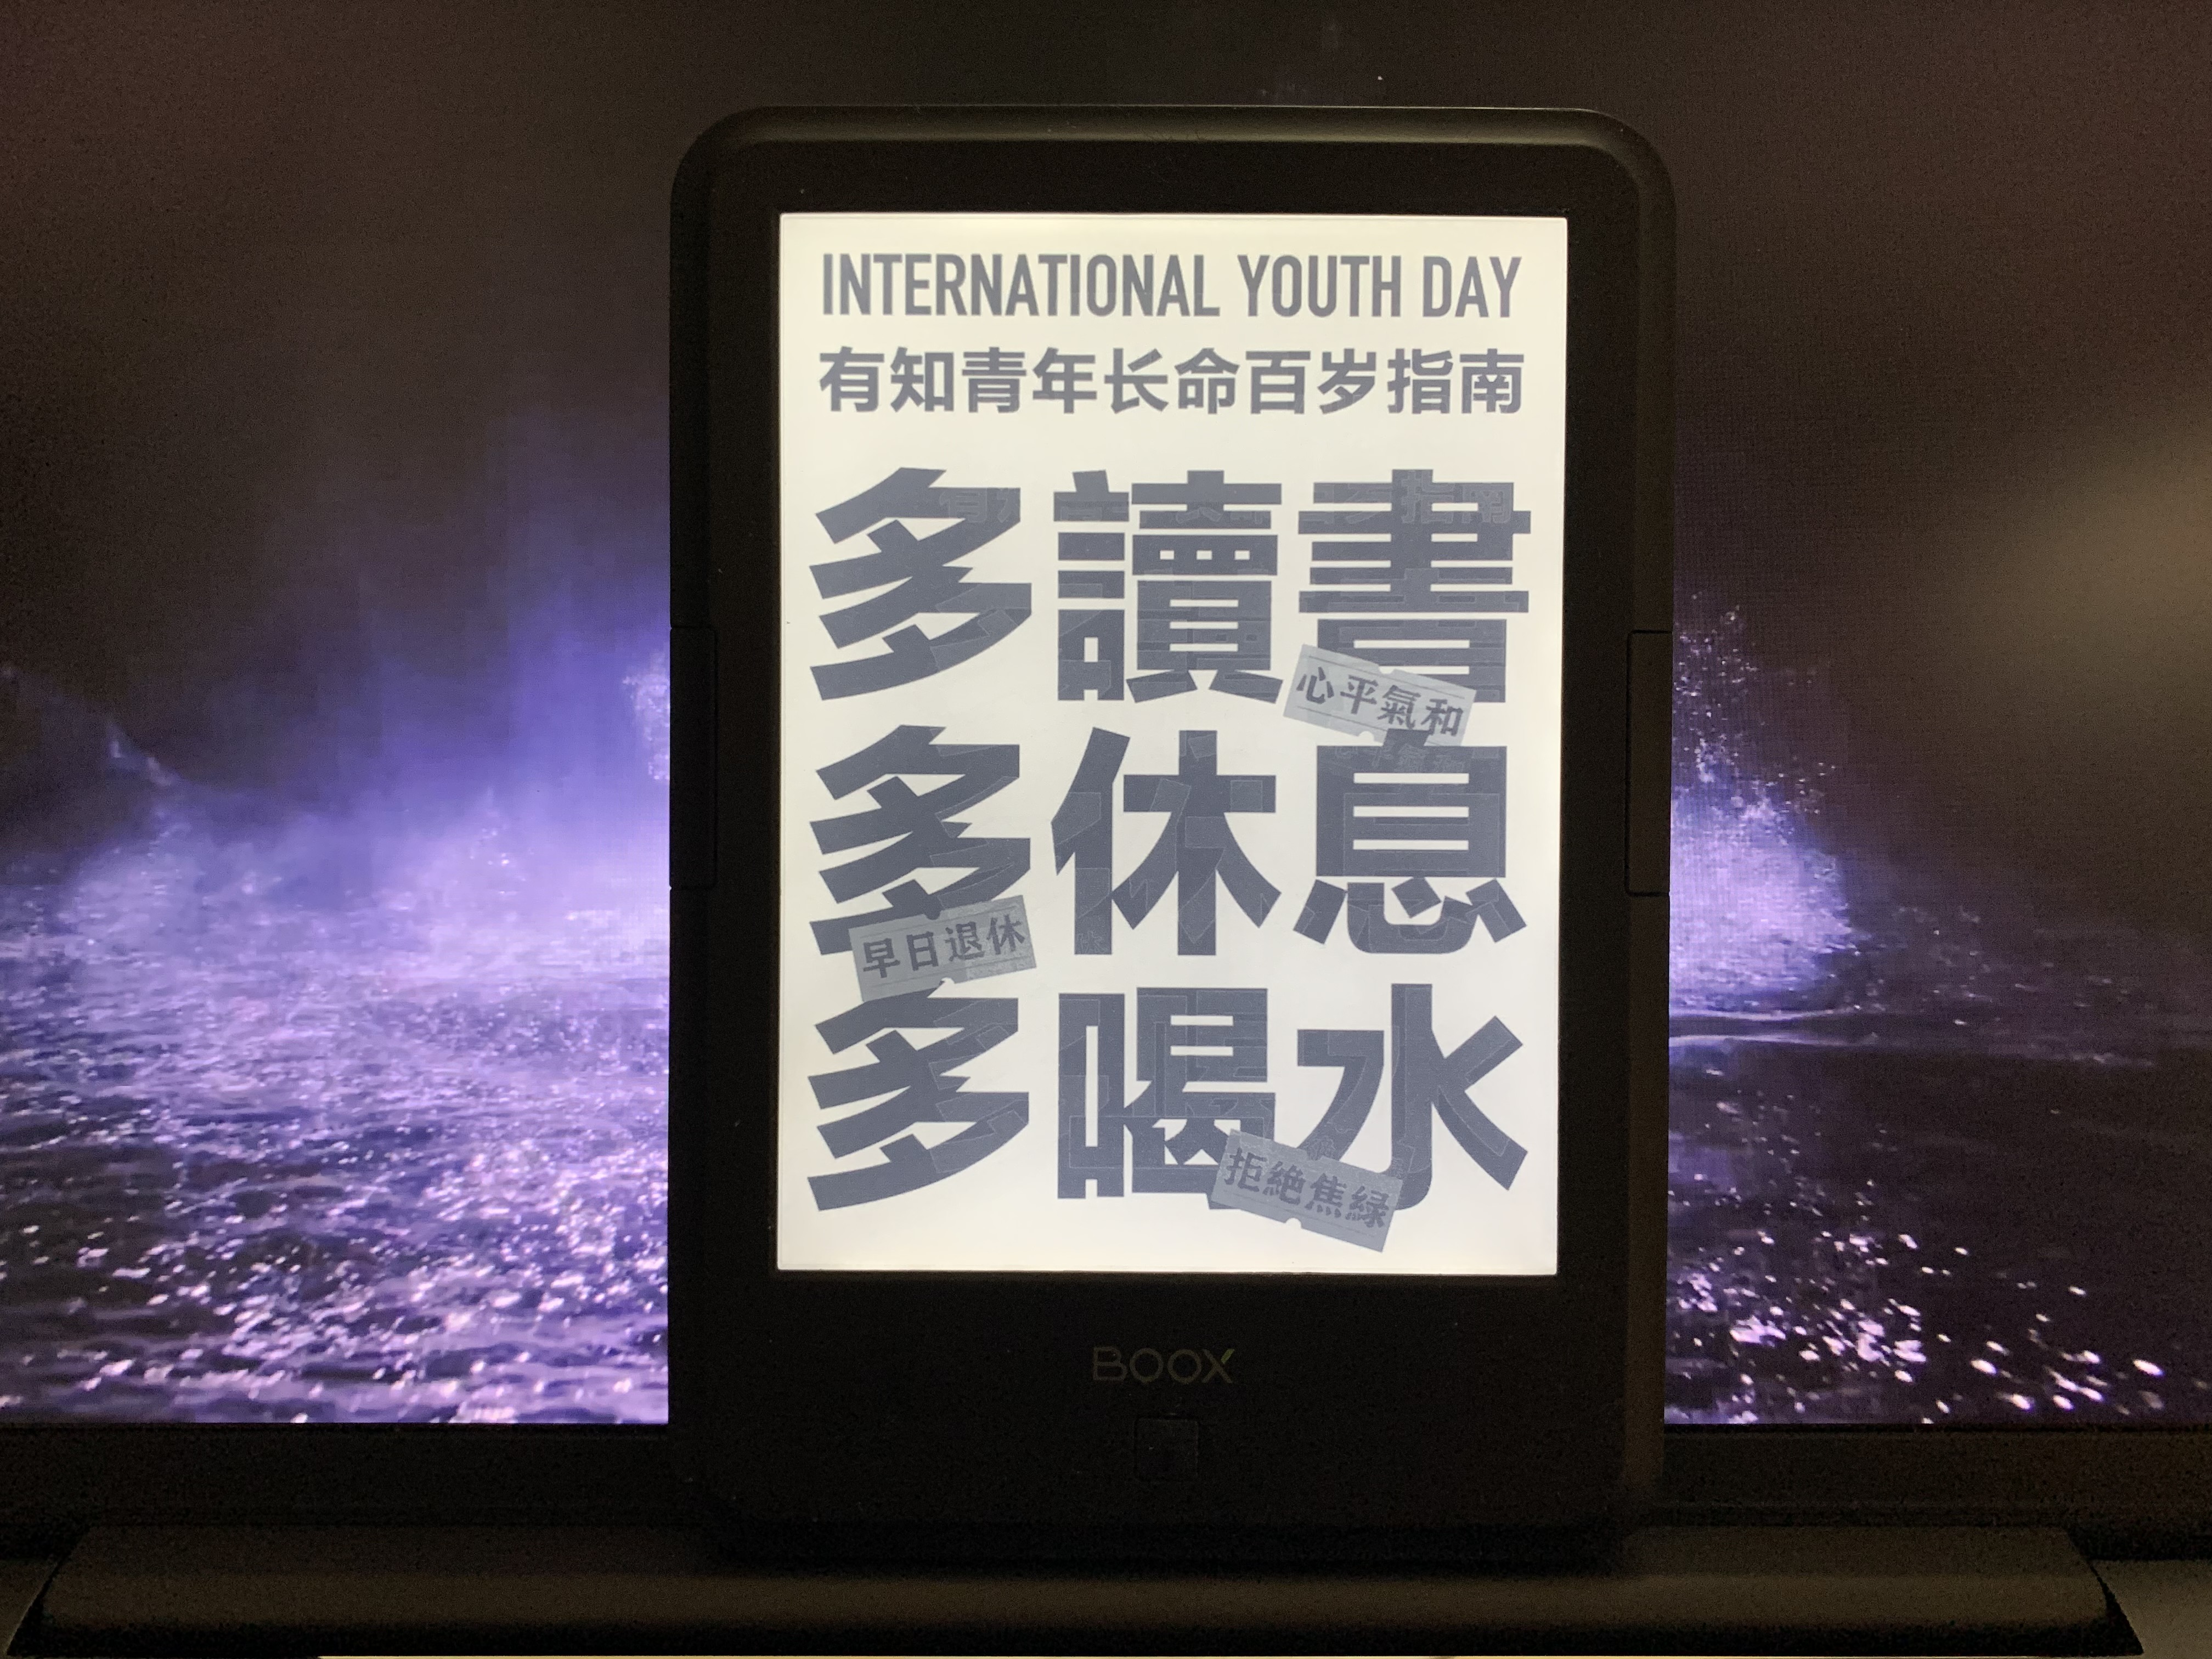 INTERNATIONAL YOUTH DAY
有知青年长命百岁指南
多讀書
心平氣和
多休息
早日退休
多喝水
拒絶焦緑
BOOX